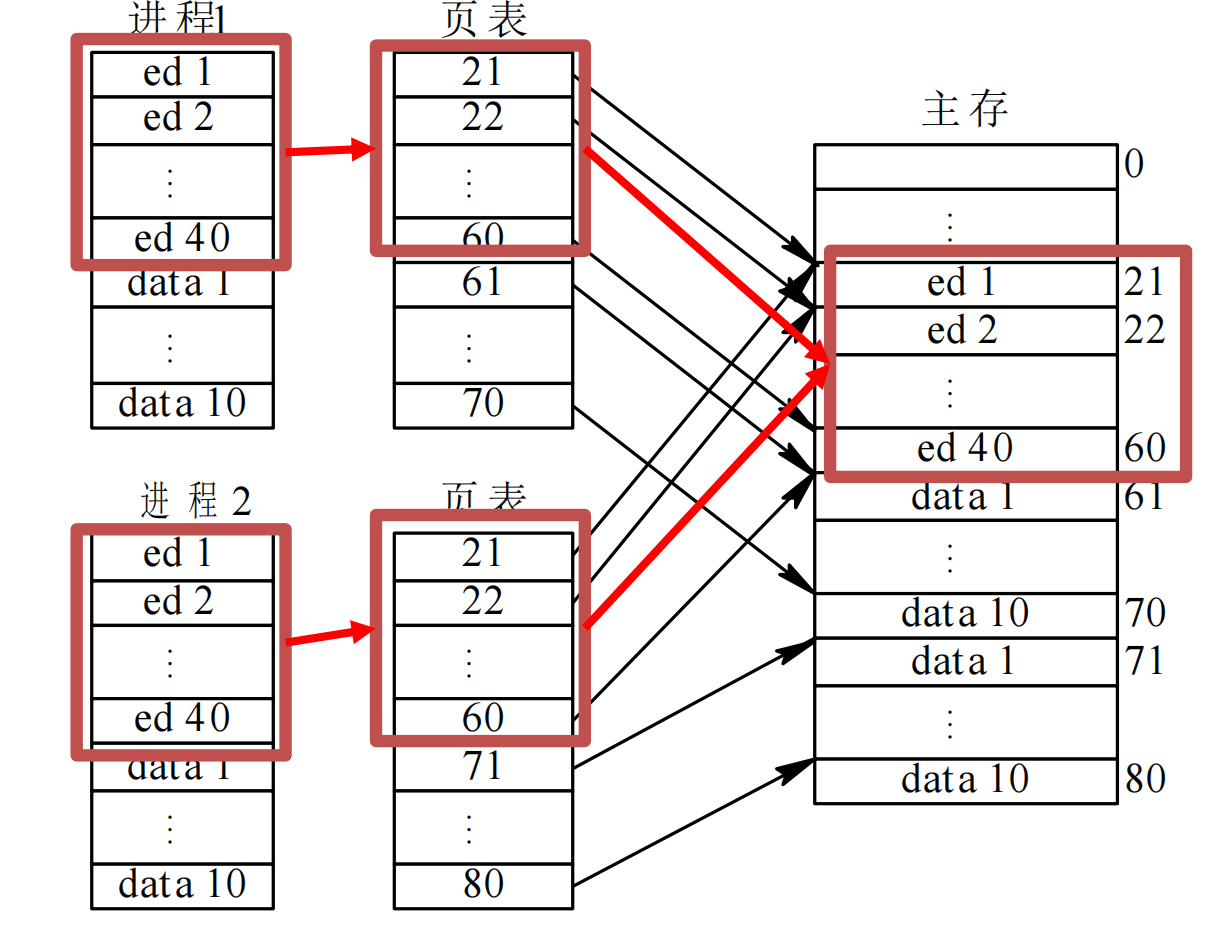 进程1
ed 1
ed 2
⋮
ed 40
data 1
⋮
data 10
页表
21
22
⋮
60
61
⋮
70
进程2
ed 1
ed 2
⋮
ed 40
data 1
⋮
data 10
页表
21
22
⋮
60
71
⋮
80
主存
0
⋮
ed 1 21
ed 2 22
⋮
ed 40 60
data 1 61
⋮
data 10 70
data 1 71
⋮
data 10 80